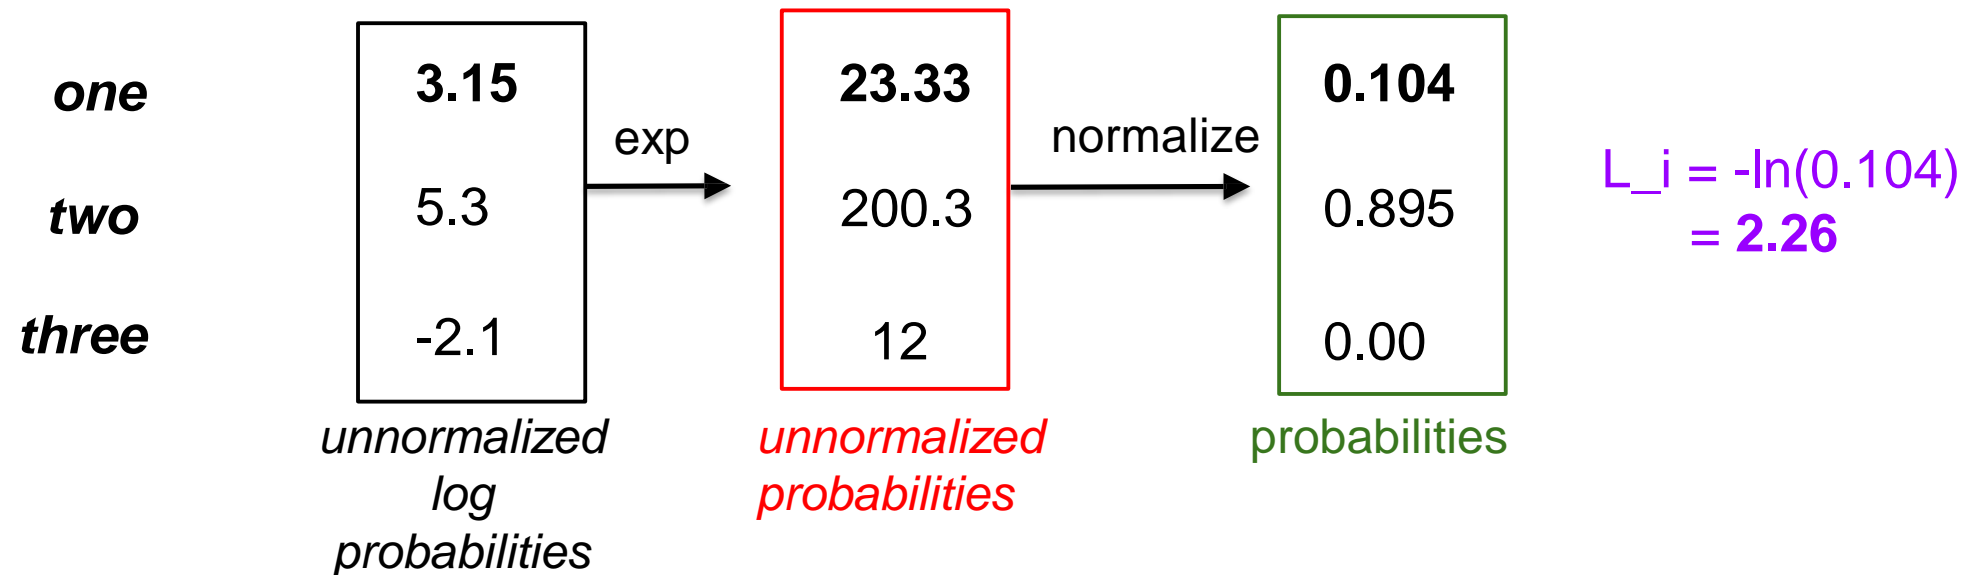 one 3.15 23.33 0.104
exp normalize
L_i = -ln(0.104)
two 5.3 200.3 0.895
= 2.26
three -2.1 12 0.00
unnormalized unnormalized probabilities
log probabilities
probabilities